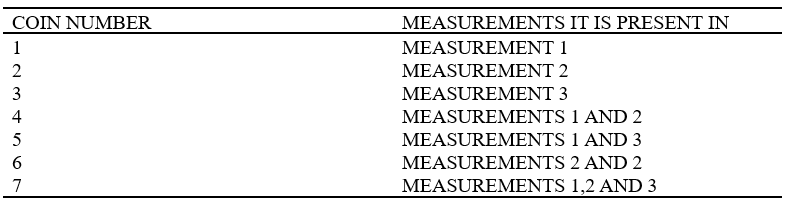 COIN NUMBER MEASUREMENTS IT IS PRESENT IN
1 MEASUREMENT 1
2 MEASUREMENT 2
3 MEASUREMENT 3
4 MEASUREMENTS 1 AND 2
5 MEASUREMENTS 1 AND 3
6 MEASUREMENTS 2 AND 2
7 MEASUREMENTS 1,2 AND 3